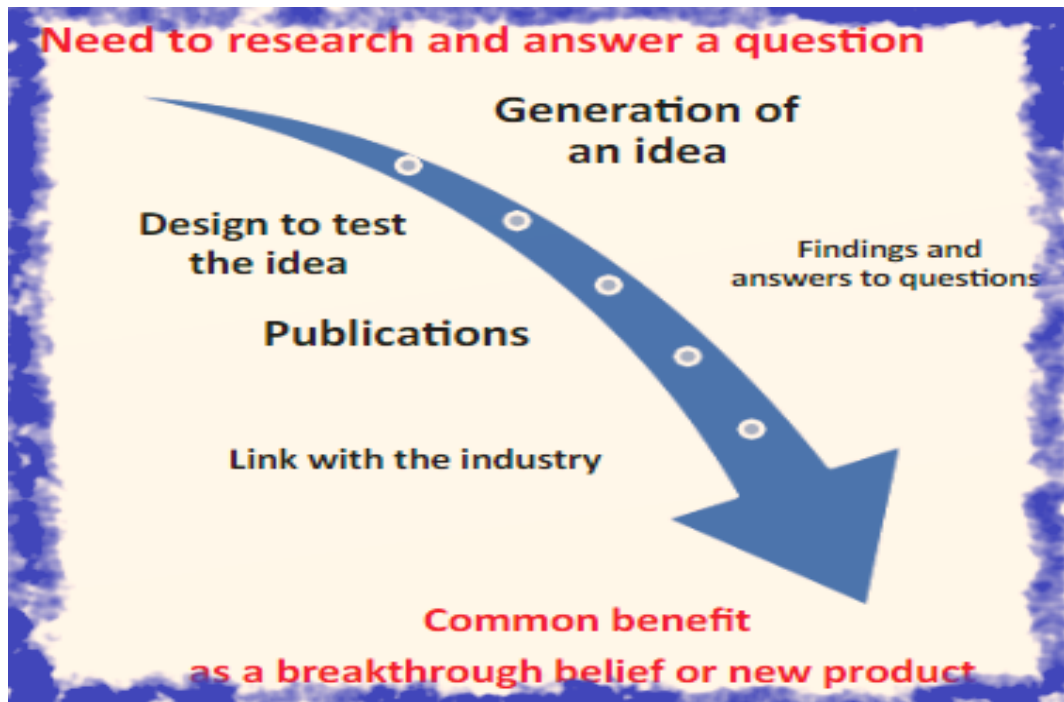 Need to research and answer a question
Generation of
an idea
Design to test
the idea
Findings and
answers to questions
Publications
Link with the industry
Common benefit
as a breakthrough belief or new product